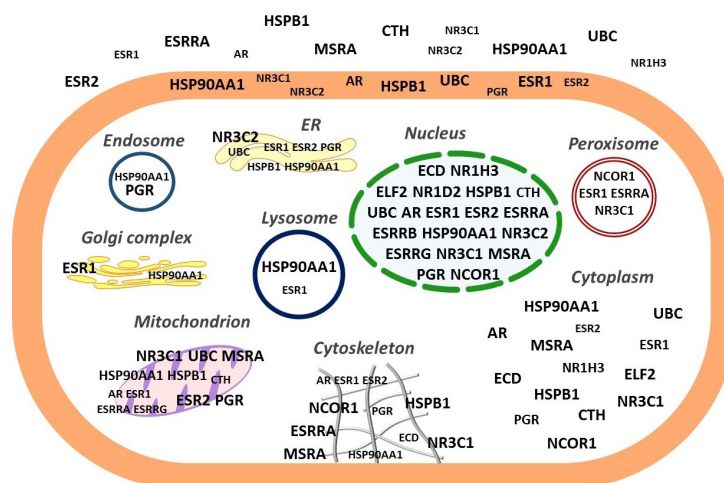 HSPB1
CTH NR3C1
ESRRA
UBC
ESR1 AR MSRA NR3C2 HSP90AA1
NR1H3
ESR2
HSP90AA1 NR3C1 NR3C2 AR HSPB1 UBC PGR ESR1 ESR2
Endosome
HSP90AA1
PGR
ER
NR3C2
UBC ESR1 ESR2 PGR
HSPB1 HSP90AA1
Nucleus
ECD NR1H3
ELF2 NR1D2 HSPB1 CTH
UBC AR ESR1 ESR2 ESRRA
ESRRB HSP90AA1 NR3C2
ESRRG NR3C1 MSRA
PGR NCOR1
Peroxisome
NCOR1
ESR1 ESRRA
NR3C1
Golgi complex
ESR1
HSP90AA1
Lysosome
HSP90AA1
ESR1
Mitochondrion
NR3C1 UBC MSRA
HSP90AA1 HSPB1 CTH
AR ESR1
ESR2 PGR
ESRRA ESRRG
Cytoskeleton
AR ESR1 ESR2
NCOR1 PGR HSPB1
ESRRA
ECD NR3C1
MSRA HSP90AA1
Cytoplasm
HSP90AA1
UBC
AR ESR2
MSRA ESR1
NR1H3
ECD ELF2
HSPB1
NR3C1
PGR CTH
NCOR1